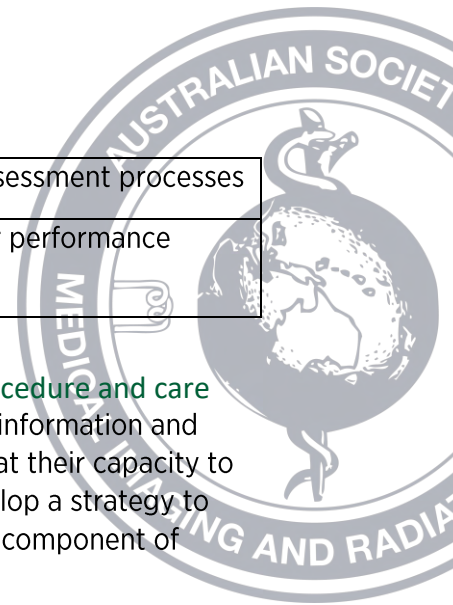 AUSTRALIAN SOCIET
sessment processes
performance
MEDICAL IMAGING AND RADIAT
cedure and care
information and
at their capacity to
lop a strategy to
component of